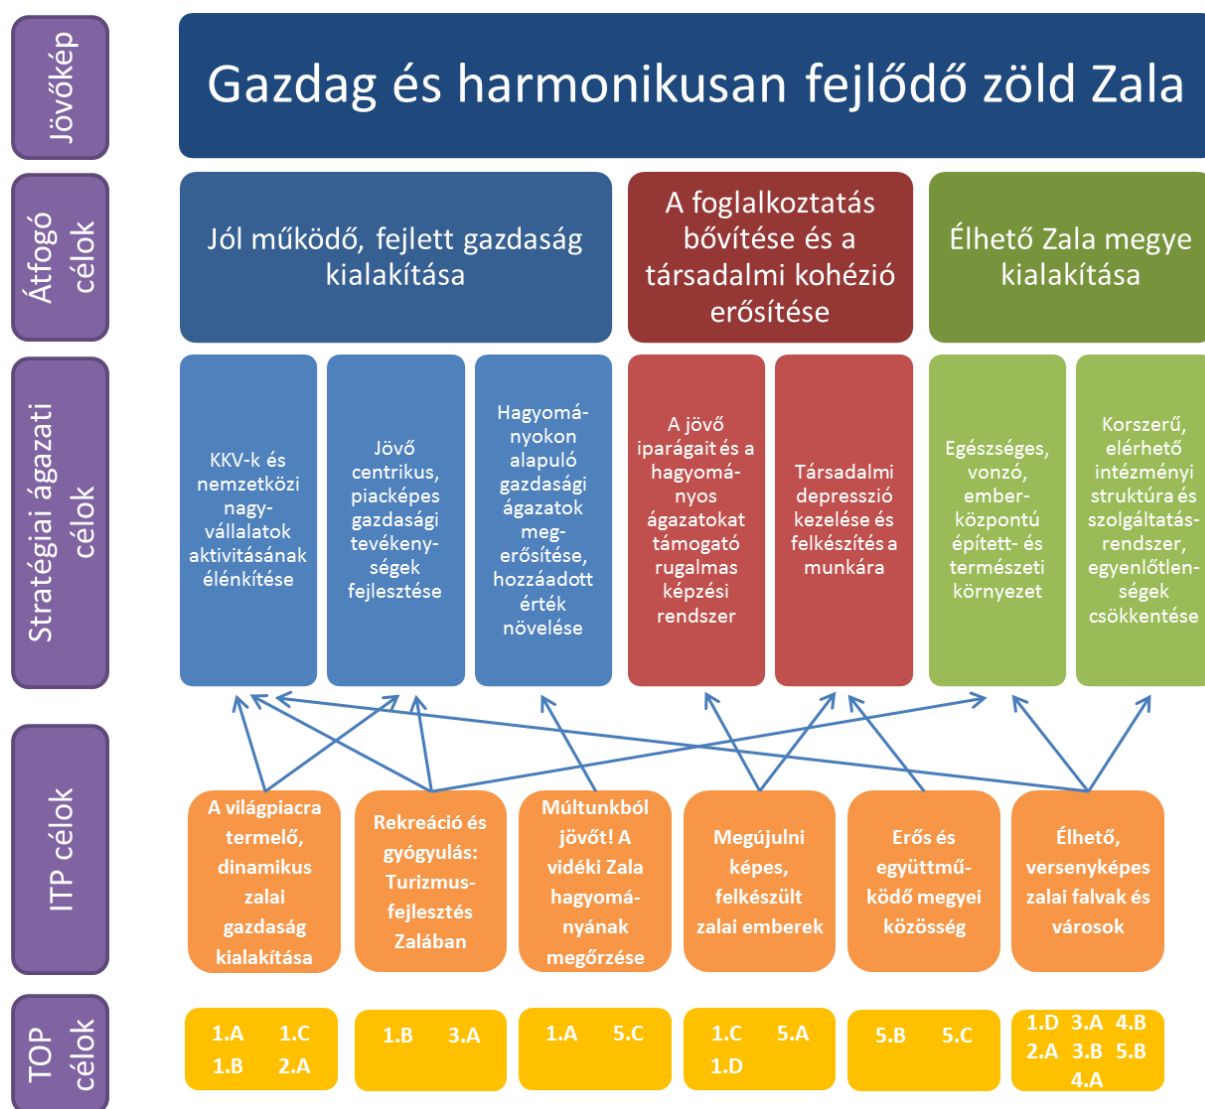 Jövőkép
Gazdag és harmonikusan fejlődő zöld Zala
Átfogó
célok
Jól működő, fejlett gazdaság
kialakítása
A foglalkoztatás
bővítése és a
társadalmi kohézió
erősítése
Élhető Zala megye
kialakítása
Stratégiai ágazati
célok
KKV-k és
nemzetközi
nagy-
vállalatok
aktivitásának
élénkítése
Jövő
centrikus,
piacképes
gazdasági
tevékeny-
ségek
fejlesztése
Hagyomá-
nyokon
alapuló
gazdasági
ágazatok
meg-
erősítése,
hozzáadott
érték
növelése
A jövő
iparágait és a
hagyomá-
nyos
ágazatokat
támogató
rugalmas
képzési
rendszer
Társadalmi
depresszió
kezelése és
felkészítés a
munkára
Egészséges,
vonzó,
ember-
központú
épített- és
természeti
környezet
Korszerű,
elérhető
intézményi
struktúra és
szolgáltatás-
rendszer,
egyenlőtlen-
ségek
csökkentése
ITP célok
A világpiacra
termelő,
dinamikus
zalai
gazdaság
kialakítása
Rekreáció és
gyógyulás:
Turizmus-
fejlesztés
Zalában
Múltunkból
jövőt! A
vidéki Zala
hagyomá-
nyának
megőrzése
Megújulni
képes,
felkészült
zalai emberek
Erős és
együttmű-
ködő megyei
közösség
Élhető,
versenyképes
zalai falvak és
városok
TOP
célok
1.A 1.C
1.B 2.A
1.B 3.A
1.A 5.C
1.C 5.A
1.D
5.B 5.C
1.D 3.A 4.B
2.A 3.B 5.B
4.A